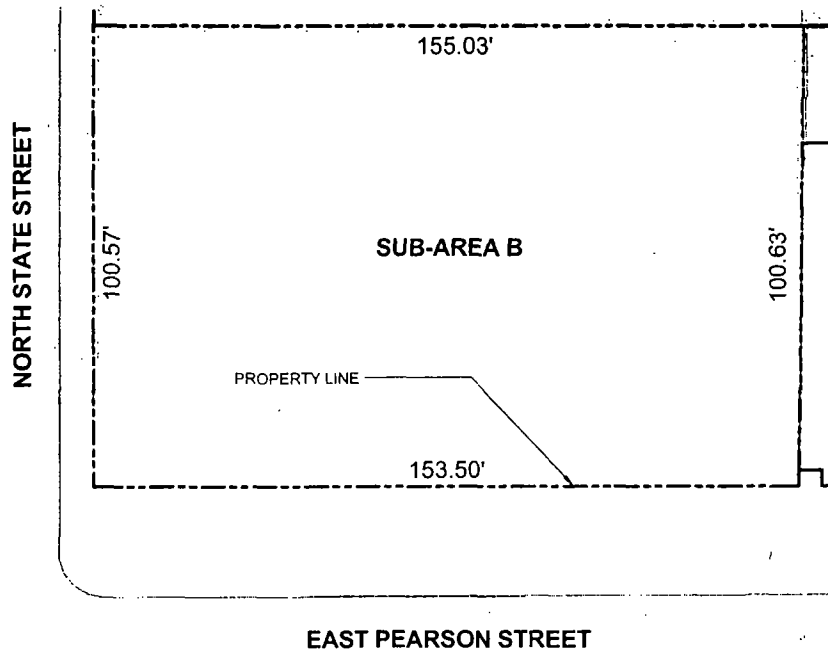 155.03'
NORTH STATE STREET
100.57'
SUB-AREA B
100.63'
PROPERTY LINE
153.50'
EAST PEARSON STREET